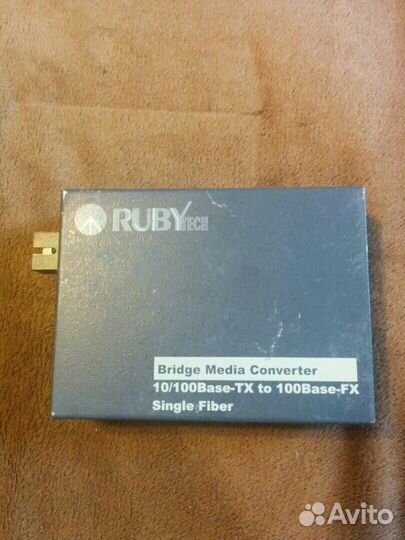 RUBYTECH
Bridge Media Converter
10/100Base-TX to 100Base-FX
Single Fiber
Avito